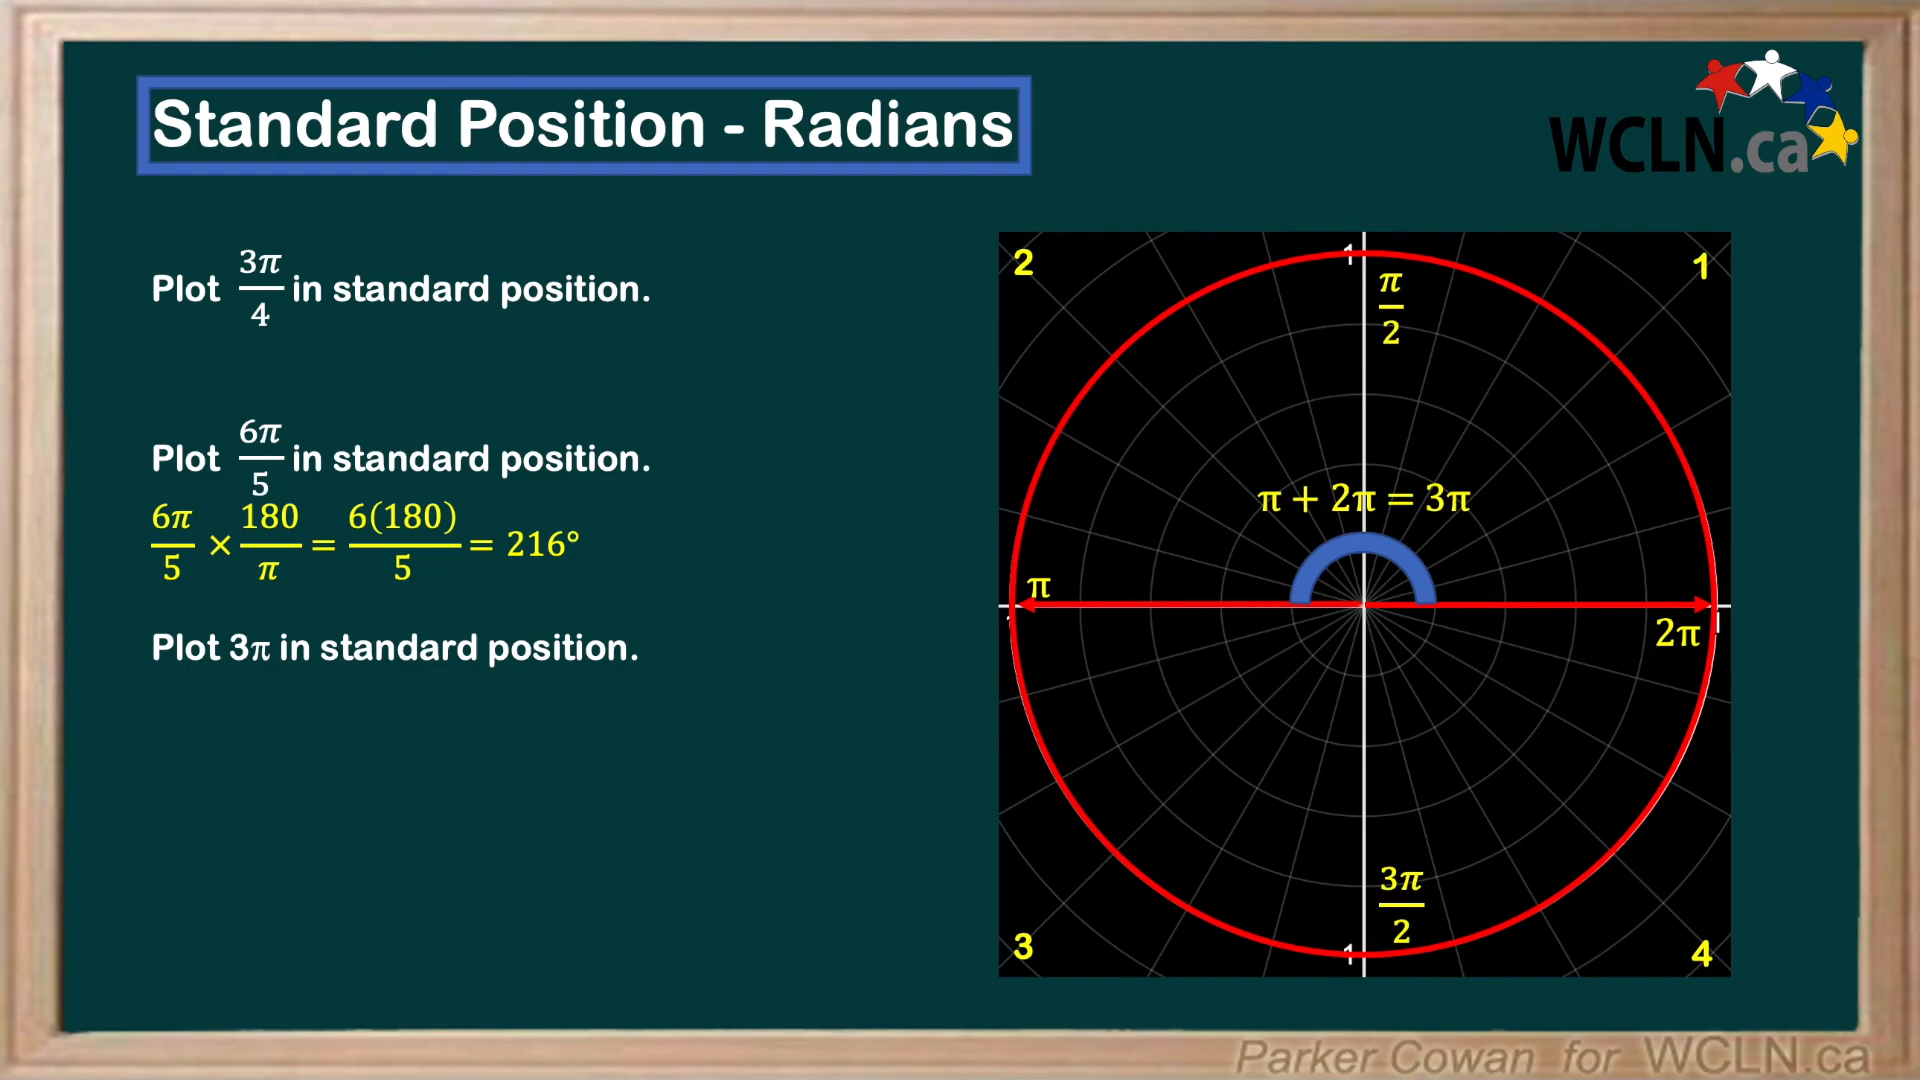 Standard Position - Radians
WCLN.ca
Plot 3π/4 in standard position.
Plot 6π/5 in standard position.
6π/5 × 180/π = 6(180)/5 = 216°
Plot 3π in standard position.
2
1
1
π/2
π + 2π = 3π
π
2π
3π/2
3
1
4
Parker Cowan for WCLN.ca